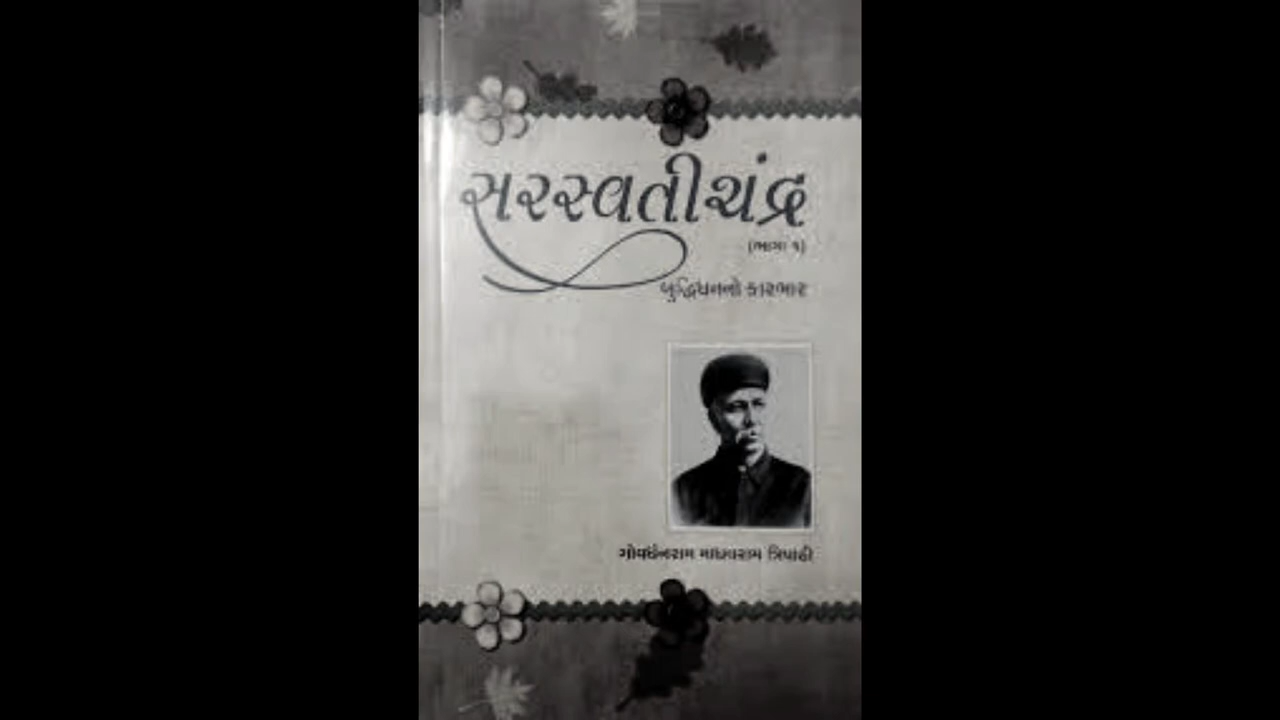 સરસ્વતીચંદ્ર
(ભાગ ૧)
બુદ્ધિધનનો કારભાર
ગોવર્ધનરામ માધવરામ ત્રિપાઠી